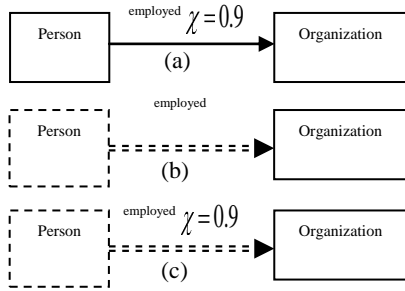 employed χ=0.9
Person Organization
(a)
employed
Person Organization
(b)
employed χ=0.9
Person Organization
(c)